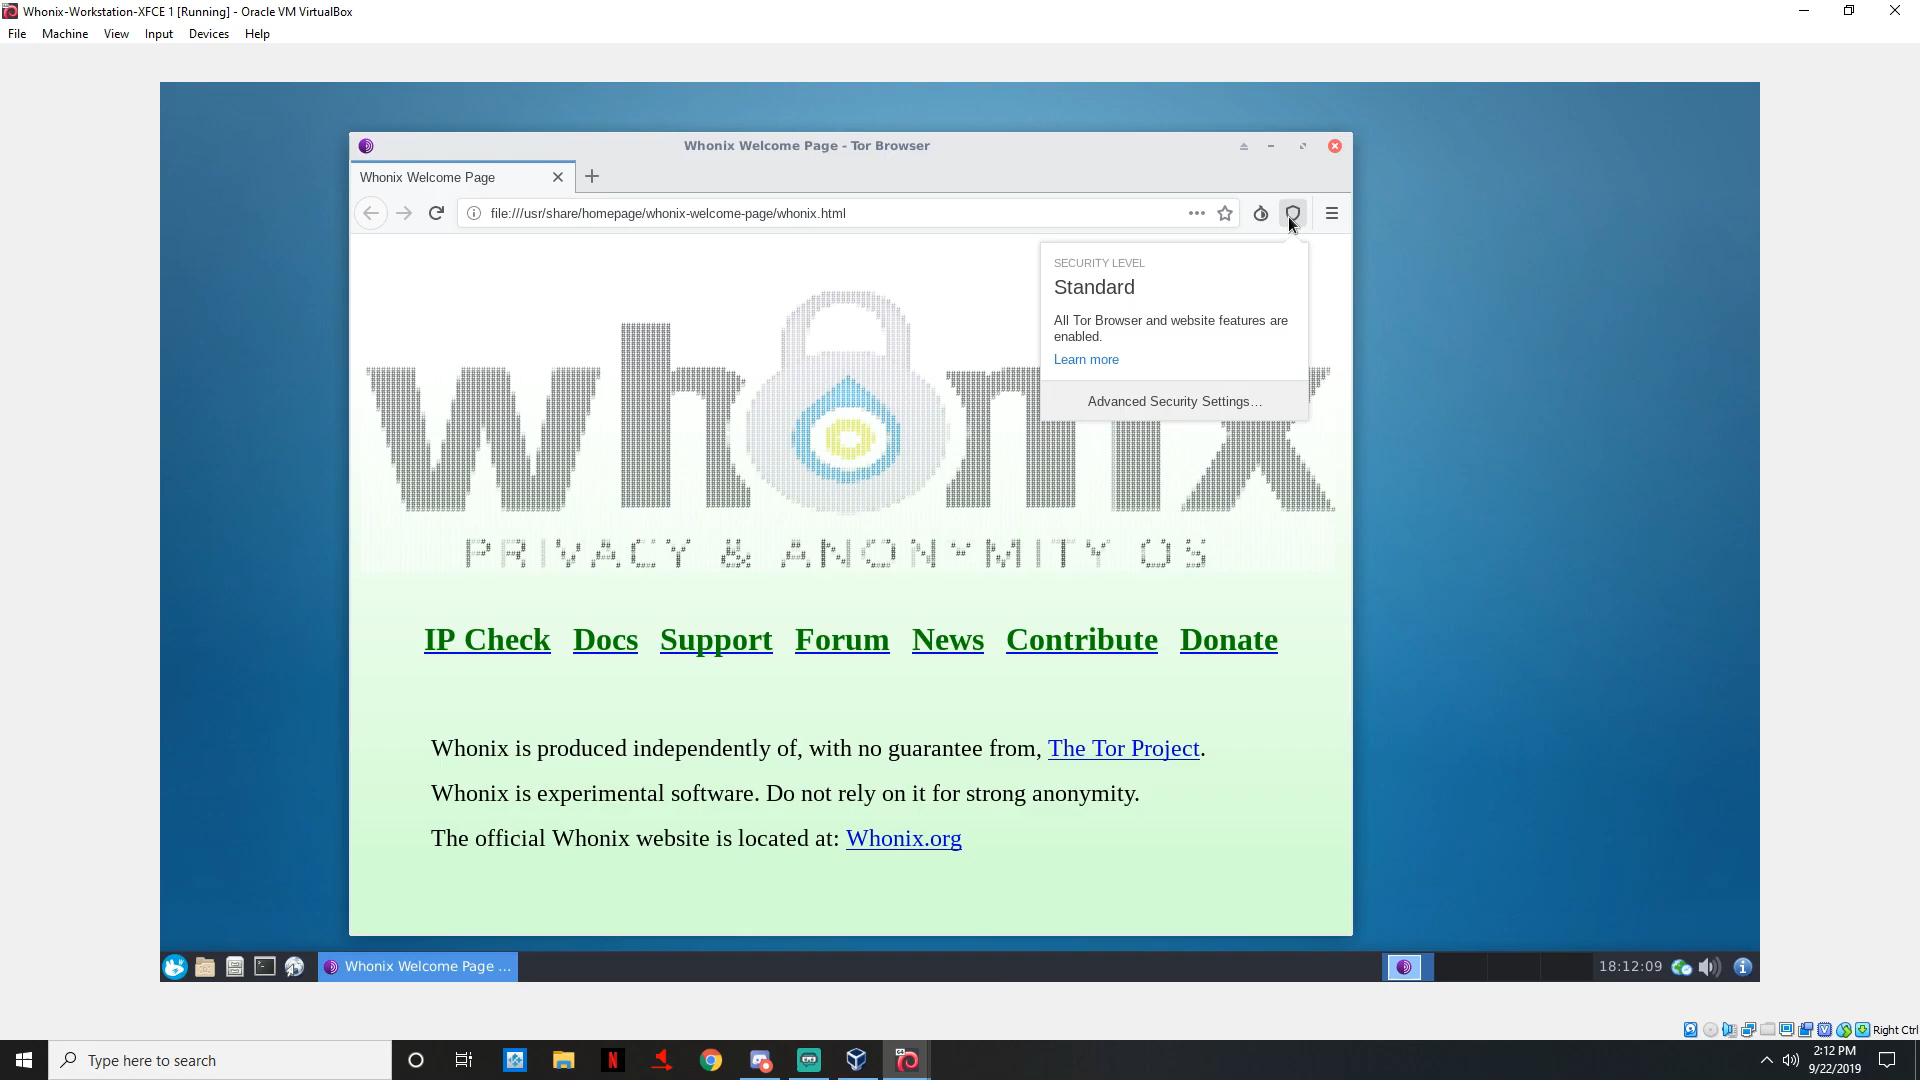 Whonix-Workstation-XFCE 1 [Running] - Oracle VM VirtualBox
File Machine View Input Devices Help
Whonix Welcome Page - Tor Browser
Whonix Welcome Page
file:///usr/share/homepage/whonix-welcome-page/whonix.html
SECURITY LEVEL
Standard
All Tor Browser and website features are
enabled.
Learn more
Advanced Security Settings…
whonix
PRIVACY & ANONYMITY OS
IP Check Docs Support Forum News Contribute Donate
Whonix is produced independently of, with no guarantee from, The Tor Project.
Whonix is experimental software. Do not rely on it for strong anonymity.
The official Whonix website is located at: Whonix.org
Whonix Welcome Page ...
18:12:09
Right Ctrl
Type here to search
2:12 PM
9/22/2019